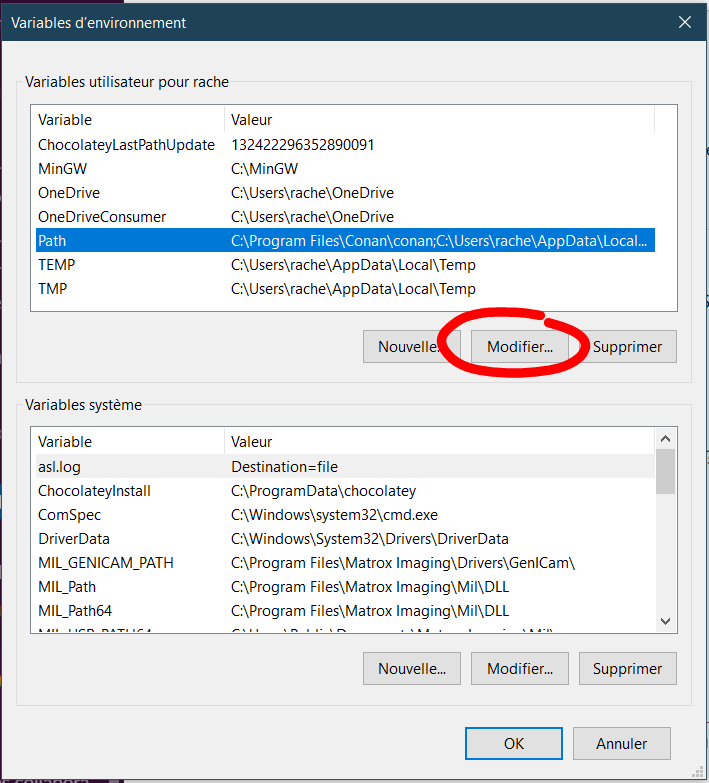 Variables d'environnement
Variables utilisateur pour rache
Variable Valeur
ChocolateyLastPathUpdate 132422296352890091
MinGW C:\MinGW
OneDrive C:\Users\rache\OneDrive
OneDriveConsumer C:\Users\rache\OneDrive
Path C:\Program Files\Conan\conan;C:\Users\rache\AppData\Local...
TEMP C:\Users\rache\AppData\Local\Temp
TMP C:\Users\rache\AppData\Local\Temp
Nouvelle... Modifier... Supprimer
Variables système
Variable Valeur
asl.log Destination=file
ChocolateyInstall C:\ProgramData\chocolatey
ComSpec C:\Windows\system32\cmd.exe
DriverData C:\Windows\System32\Drivers\DriverData
MIL_GENICAM_PATH C:\Program Files\Matrox Imaging\Drivers\GenICam\
MIL_Path C:\Program Files\Matrox Imaging\Mil\DLL
MIL_Path64 C:\Program Files\Matrox Imaging\Mil\DLL
Nouvelle... Modifier... Supprimer
OK Annuler